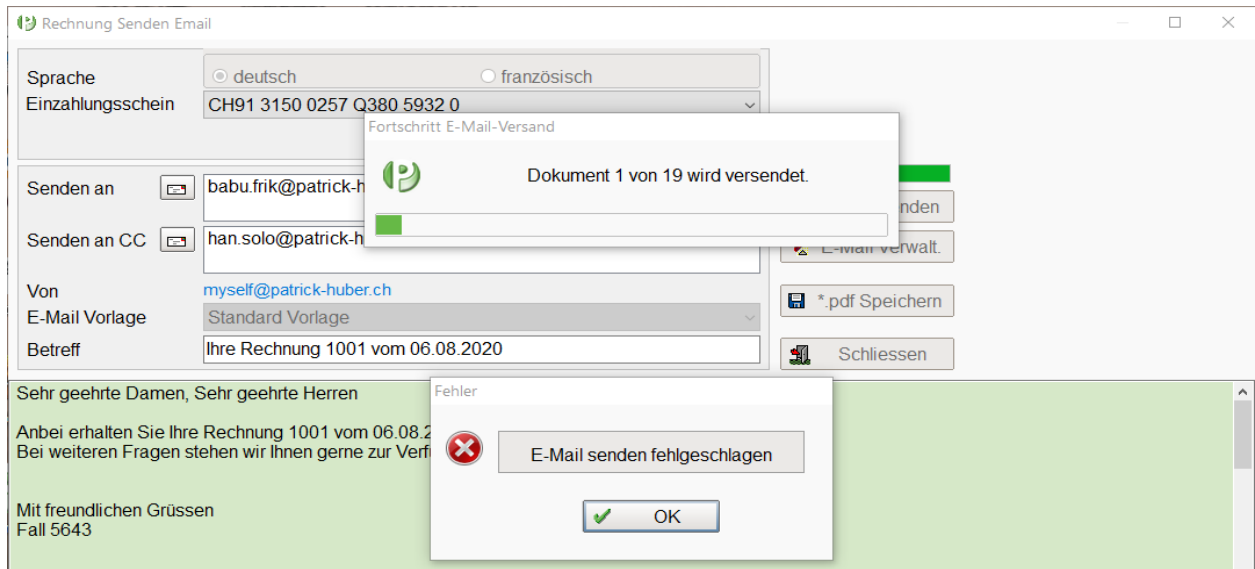 Rechnung Senden Email
Sprache
deutsch
französisch
Einzahlungsschein
CH91 3150 0257 Q380 5932 0
Fortschritt E-Mail-Versand
Dokument 1 von 19 wird versendet.
Senden an
babu.frik@patrick-h
nden
Senden an CC
han.solo@patrick-h
E-Mail Verwalt.
Von
myself@patrick-huber.ch
E-Mail Vorlage
Standard Vorlage
*.pdf Speichern
Betreff
Ihre Rechnung 1001 vom 06.08.2020
Schliessen
Sehr geehrte Damen, Sehr geehrte Herren
Anbei erhalten Sie Ihre Rechnung 1001 vom 06.08.2
Bei weiteren Fragen stehen wir Ihnen gerne zur Verf
Mit freundlichen Grüssen
Fall 5643
Fehler
E-Mail senden fehlgeschlagen
OK